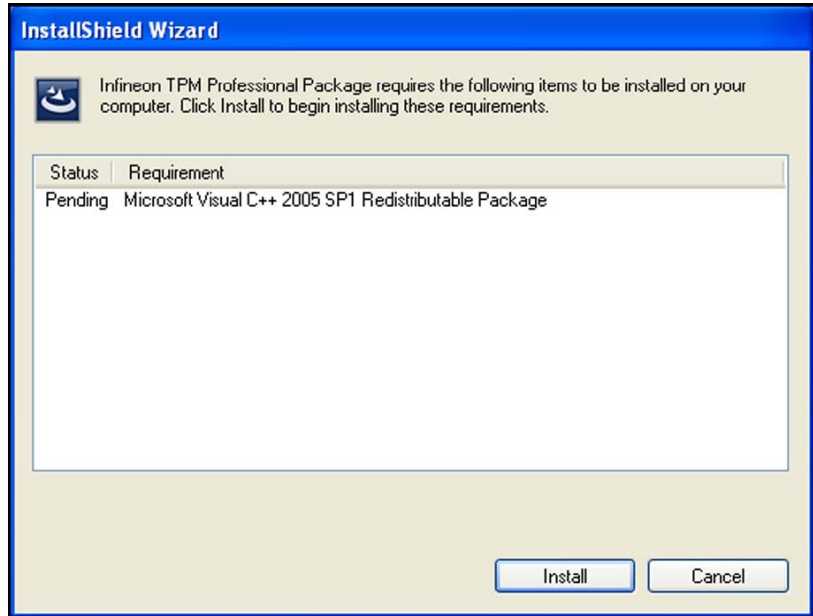 InstallShield Wizard
Infineon TPM Professional Package requires the following items to be installed on your
computer. Click Install to begin installing these requirements.
Status Requirement
Pending Microsoft Visual C++ 2005 SP1 Redistributable Package
Install Cancel